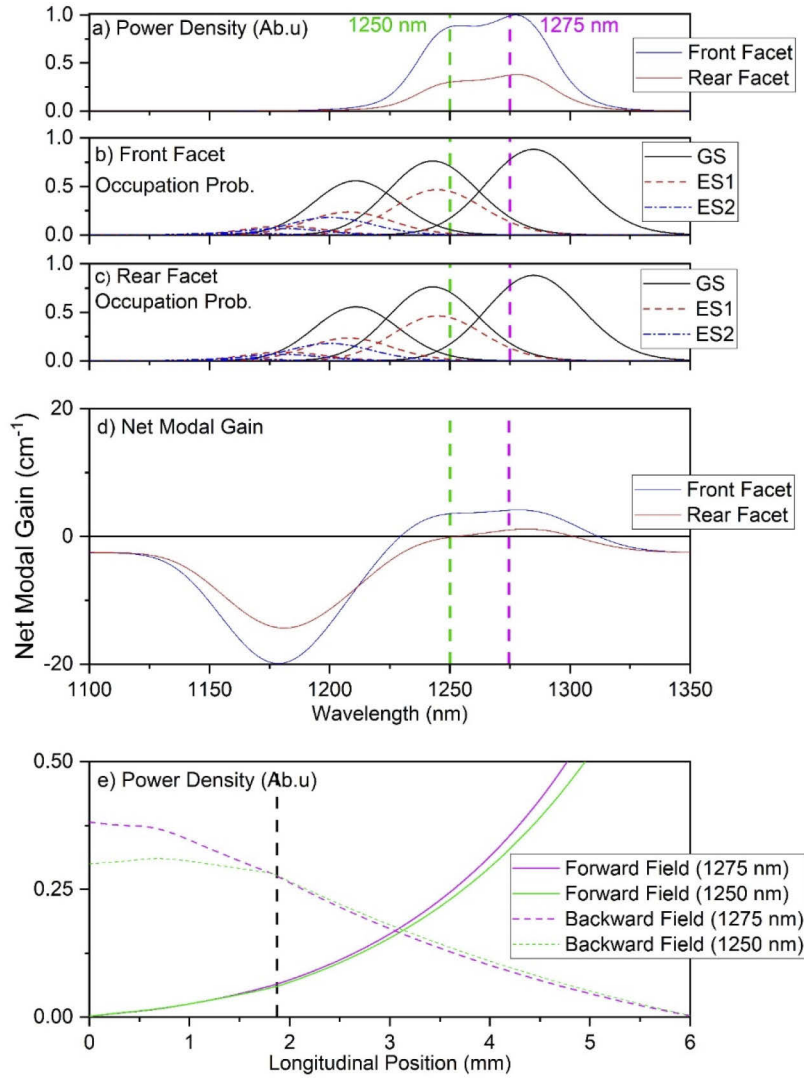 a) Power Density (Ab.u)
1250 nm
1275 nm
Front Facet
Rear Facet
1.0
0.5
0.0
b) Front Facet
Occupation Prob.
GS
ES1
ES2
1.0
0.5
0.0
c) Rear Facet
Occupation Prob.
GS
ES1
ES2
1.0
0.5
0.0
d) Net Modal Gain
Front Facet
Rear Facet
Net Modal Gain (cm-1)
20
0
-20
1100
1150
1200
1250
1300
1350
Wavelength (nm)
e) Power Density (Ab.u)
0.50
0.25
0.00
Forward Field (1275 nm)
Forward Field (1250 nm)
Backward Field (1275 nm)
Backward Field (1250 nm)
0
1
2
3
4
5
6
Longitudinal Position (mm)